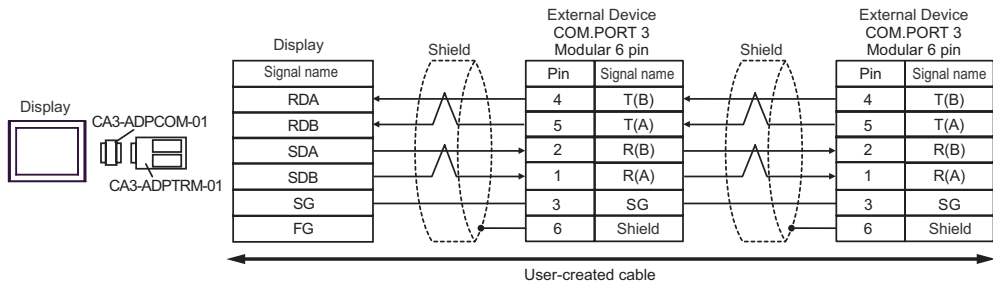 External Device
COM.PORT 3
Modular 6 pin
External Device
COM.PORT 3
Modular 6 pin
Display
Shield
Shield
Signal name
Pin
Signal name
Pin
Signal name
RDA
4
T(B)
4
T(B)
RDB
5
T(A)
5
T(A)
SDA
2
R(B)
2
R(B)
SDB
1
R(A)
1
R(A)
SG
3
SG
3
SG
FG
6
Shield
6
Shield
Display
CA3-ADPCOM-01
CA3-ADPTRM-01
User-created cable